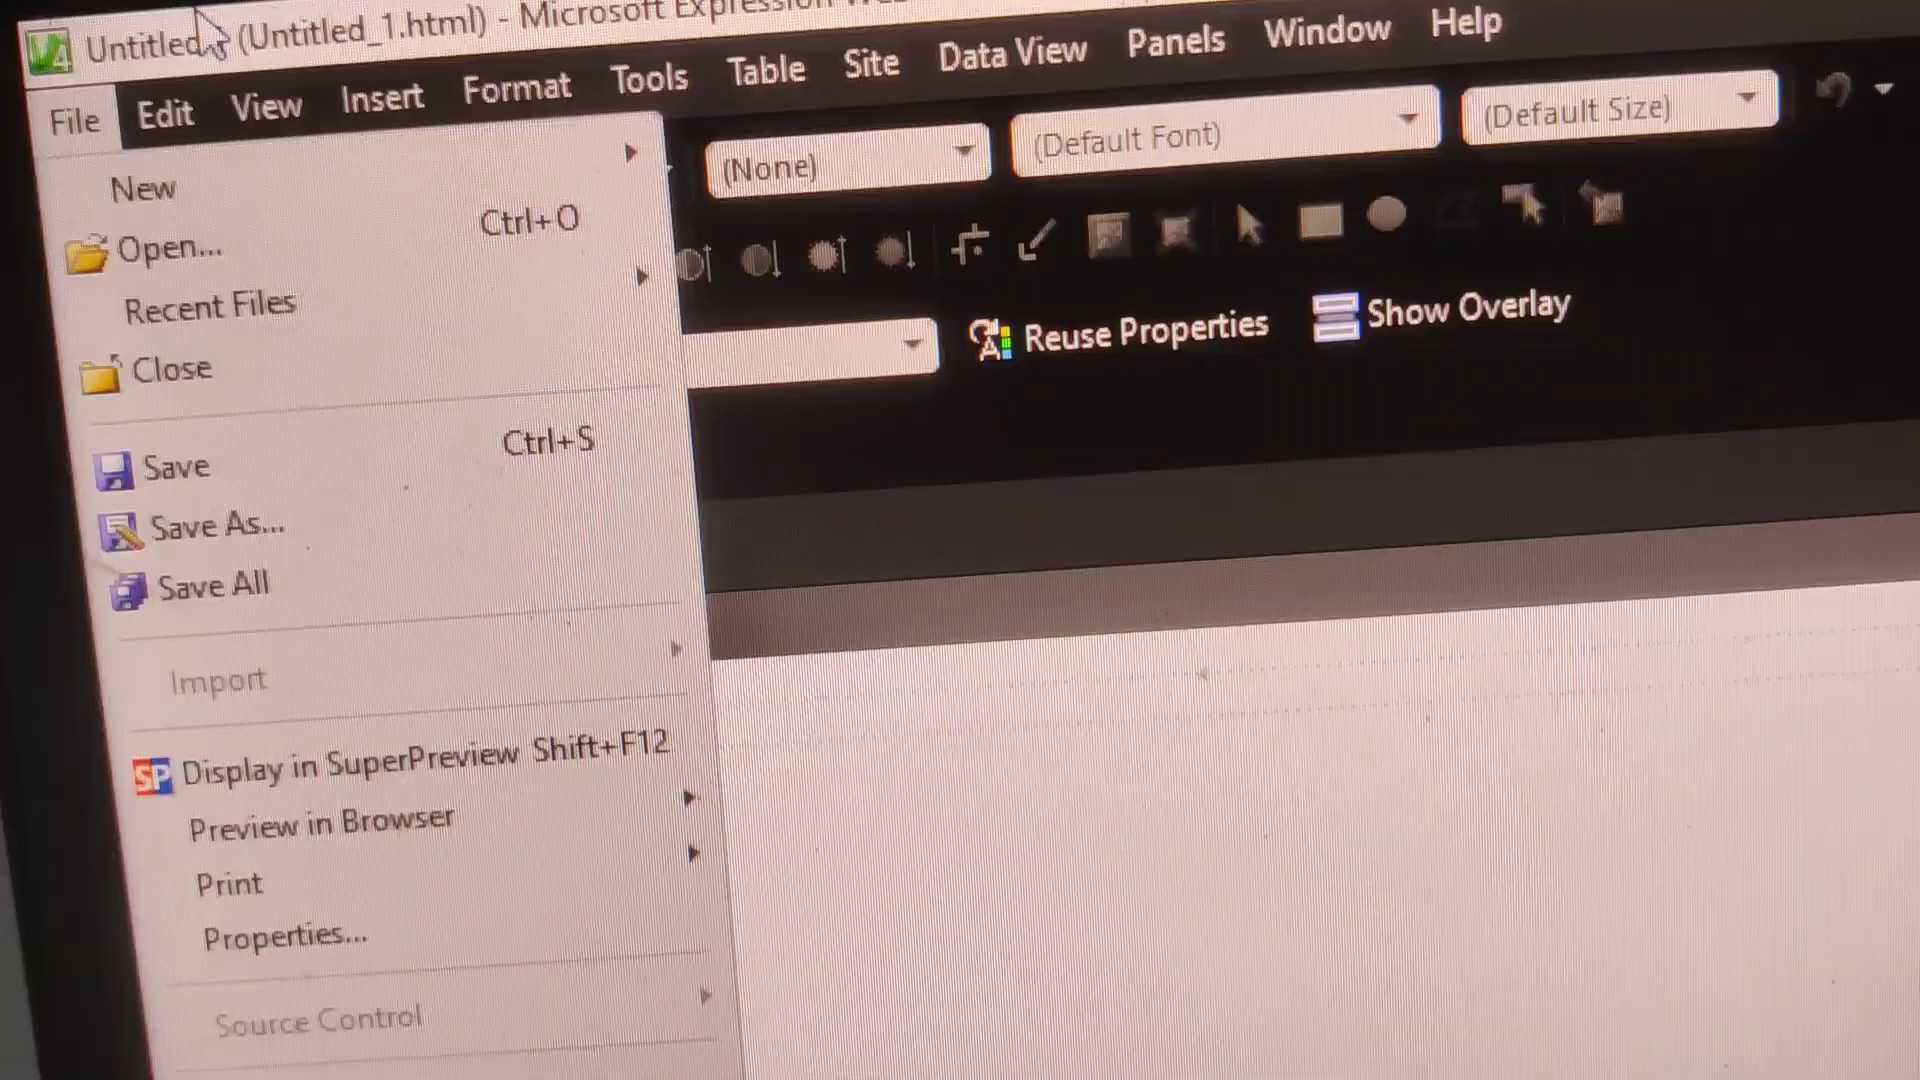 Untitled (Untitled_1.html) - Microsoft Expression
File Edit View Insert Format Tools Table Site Data View Panels Window Help
(None) (Default Font) (Default Size)
New
Open... Ctrl+O
Recent Files
Close
Reuse Properties Show Overlay
Save Ctrl+S
Save As...
Save All
Import
SP Display in SuperPreview Shift+F12
Preview in Browser
Print
Properties...
Source Control